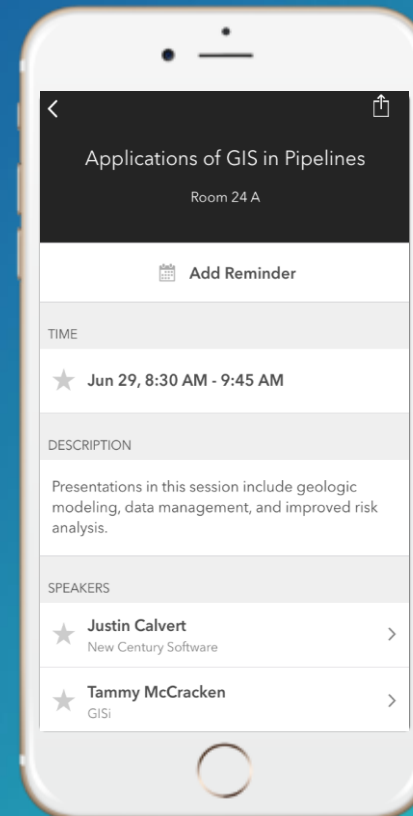 Applications of GIS in Pipelines
Room 24 A
Add Reminder
TIME
Jun 29, 8:30 AM - 9:45 AM
DESCRIPTION
Presentations in this session include geologic
modeling, data management, and improved risk
analysis.
SPEAKERS
Justin Calvert
New Century Software
Tammy McCracken
GISi